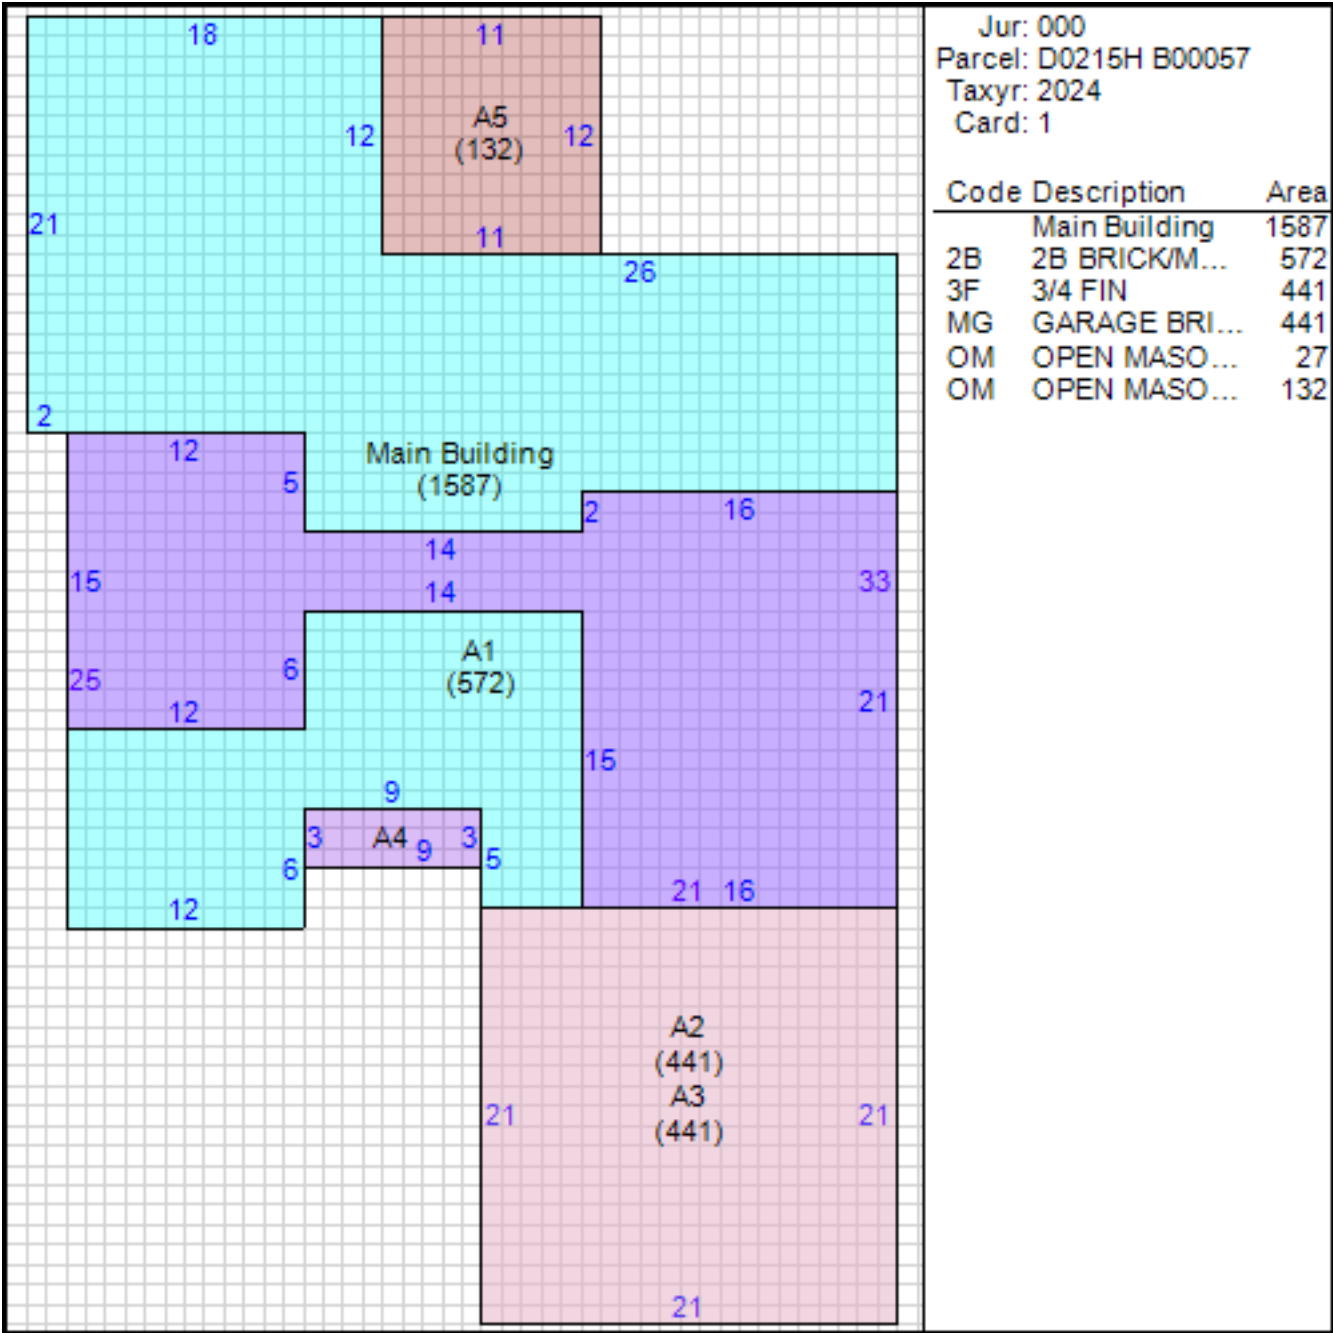 Jur: 000
Parcel: D0215H B00057
Taxyr: 2024
Card: 1
Code Description Area
Main Building 1587
2B 2B BRICK/M... 572
3F 3/4 FIN 441
MG GARAGE BRI... 441
OM OPEN MASO... 27
OM OPEN MASO... 132
18 11
12 A5 12
(132)
21
11
26
2
12 Main Building
5 (1587)
2 16
14
15 33
14
A1
6 (572)
25 21
12
15
9
3 A4 9 3
6 5
12 21 16
A2
(441)
A3
21 (441) 21
21